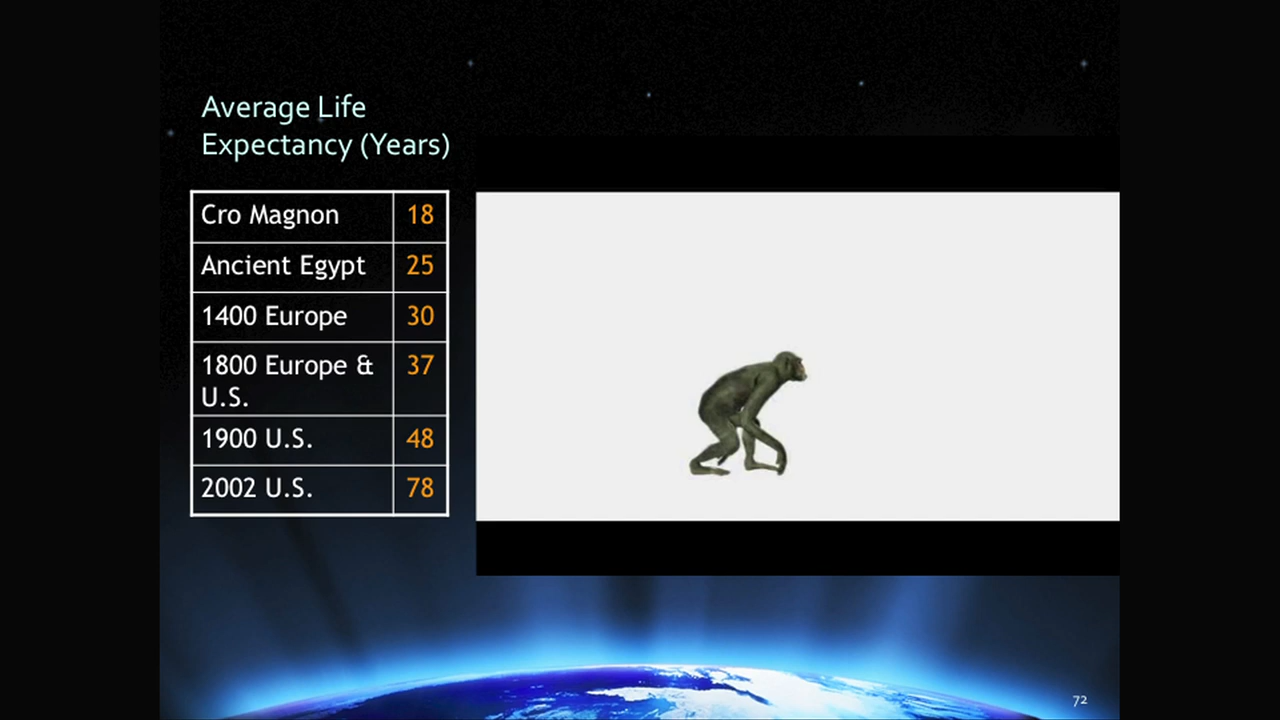 Average Life
Expectancy (Years)
Cro Magnon 18
Ancient Egypt 25
1400 Europe 30
1800 Europe & 37
U.S.
1900 U.S. 48
2002 U.S. 78
72